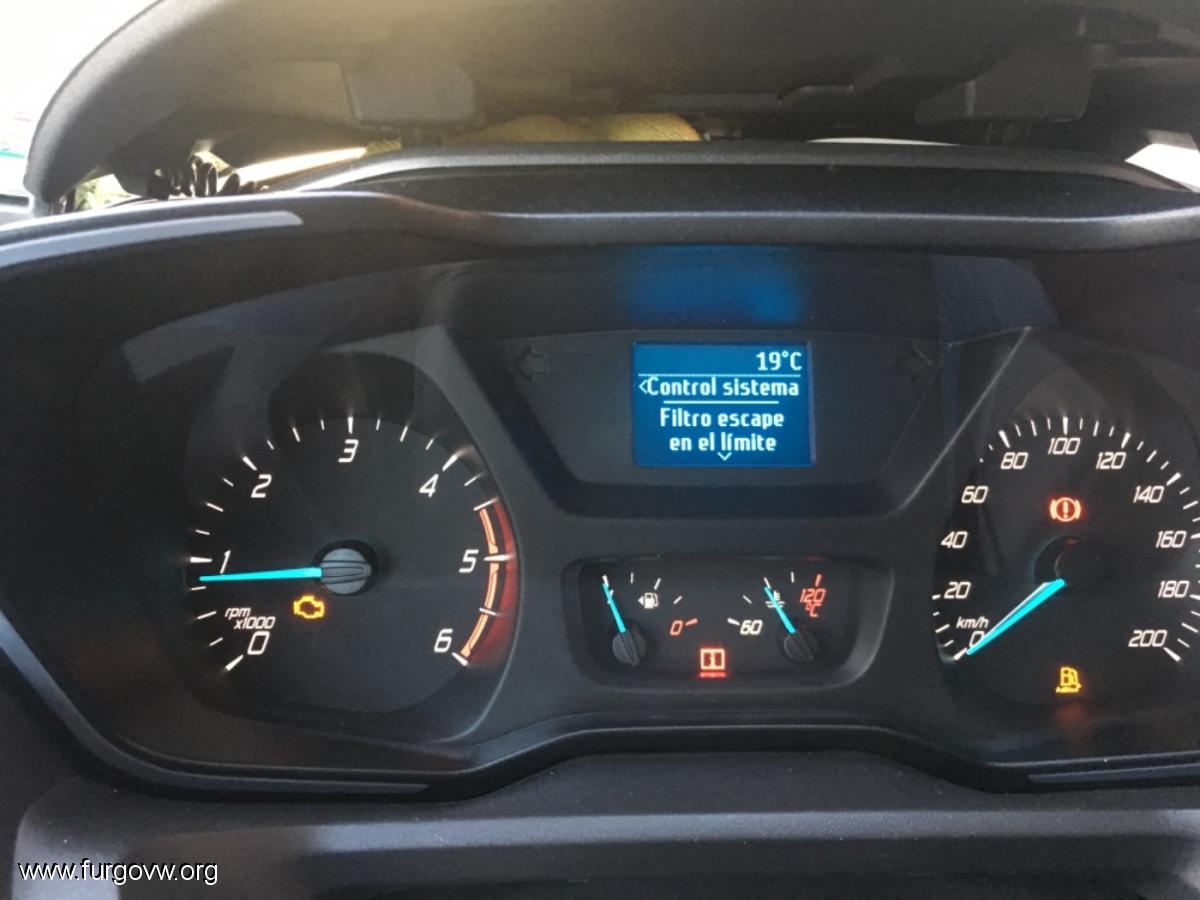 19°C
<Control sistema
Filtro escape
en el límite
0
1
2
3
4
5
6
rpm
x1000
0
60
120
°C
0
20
40
60
80
100
120
140
160
180
200
km/h
www.furgovw.org